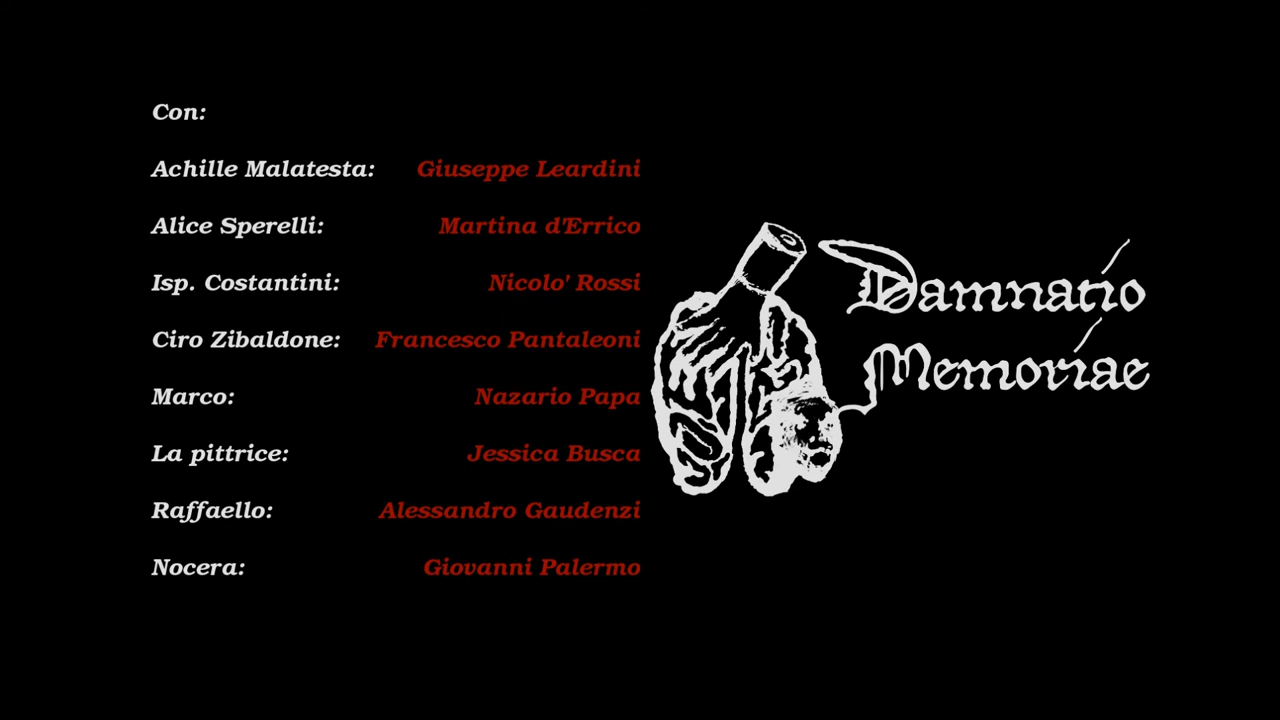 Con:
Achille Malatesta: Giuseppe Leardini
Alice Sperelli: Martina d'Errico
Isp. Costantini: Nicolo' Rossi
Ciro Zibaldone: Francesco Pantaleoni
Marco: Nazario Papa
La pittrice: Jessica Busca
Raffaello: Alessandro Gaudenzi
Nocera: Giovanni Palermo
Damnatio
Memoriae